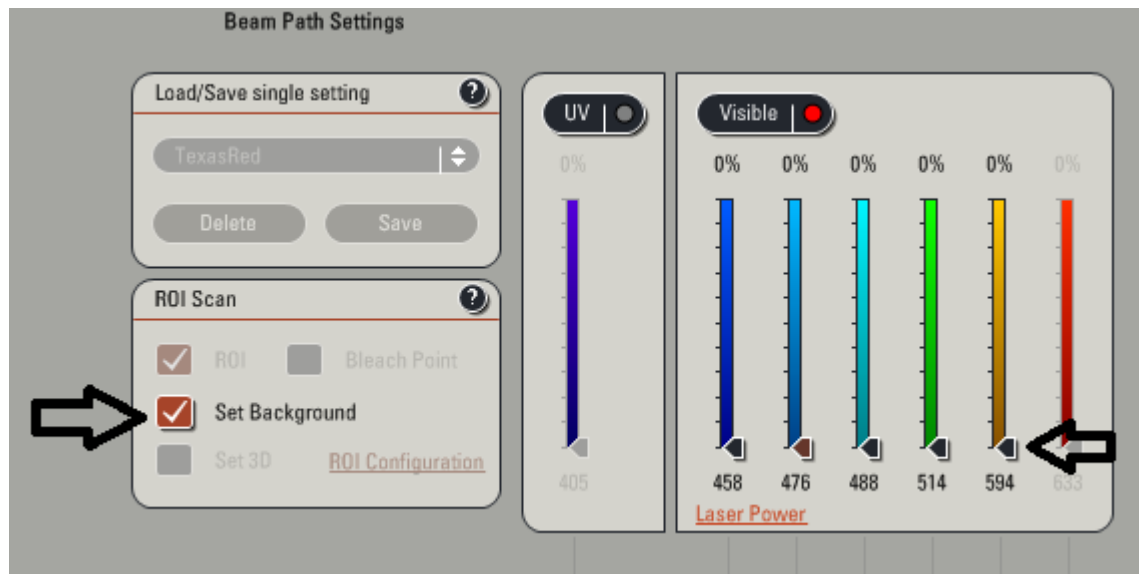 Beam Path Settings
Load/Save single setting ?
TexasRed
Delete Save
ROI Scan ?
ROI Bleach Point
Set Background
Set 3D ROI Configuration
UV
0%
405
Visible
0% 0% 0% 0% 0% 0%
458 476 488 514 594 633
Laser Power